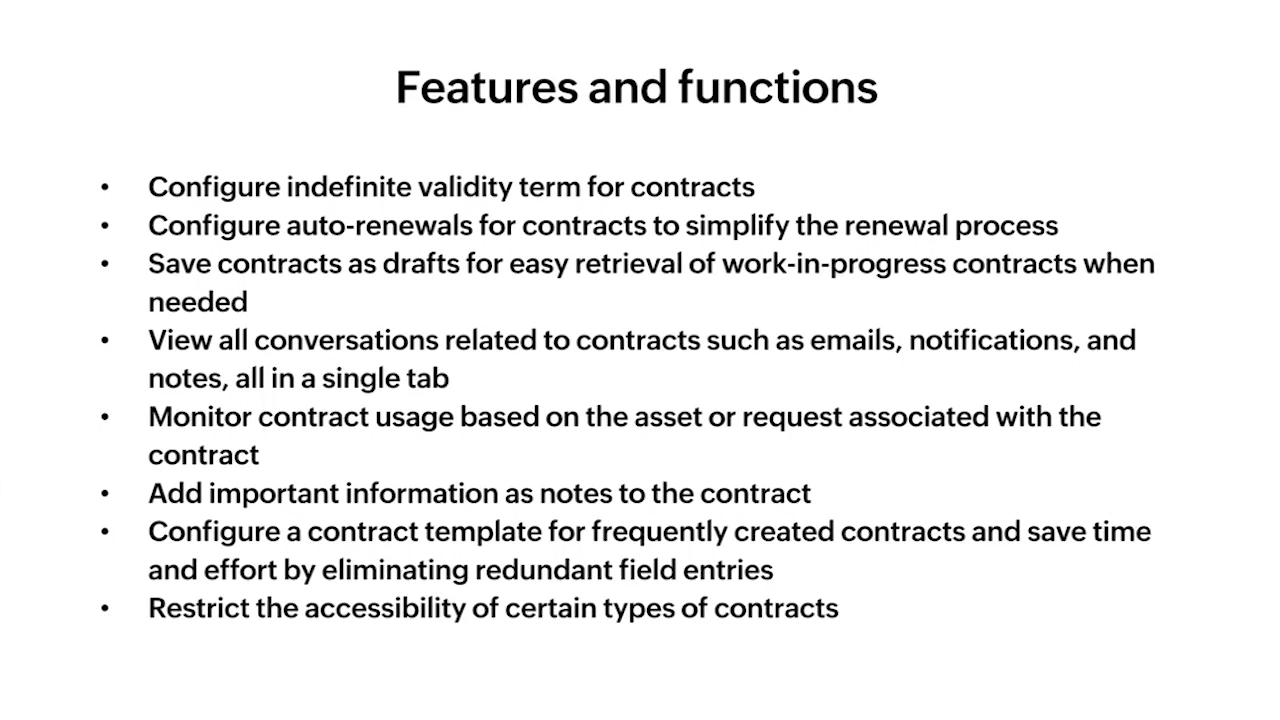 Features and functions
• Configure indefinite validity term for contracts
• Configure auto-renewals for contracts to simplify the renewal process
• Save contracts as drafts for easy retrieval of work-in-progress contracts when
needed
• View all conversations related to contracts such as emails, notifications, and
notes, all in a single tab
• Monitor contract usage based on the asset or request associated with the
contract
• Add important information as notes to the contract
• Configure a contract template for frequently created contracts and save time
and effort by eliminating redundant field entries
• Restrict the accessibility of certain types of contracts